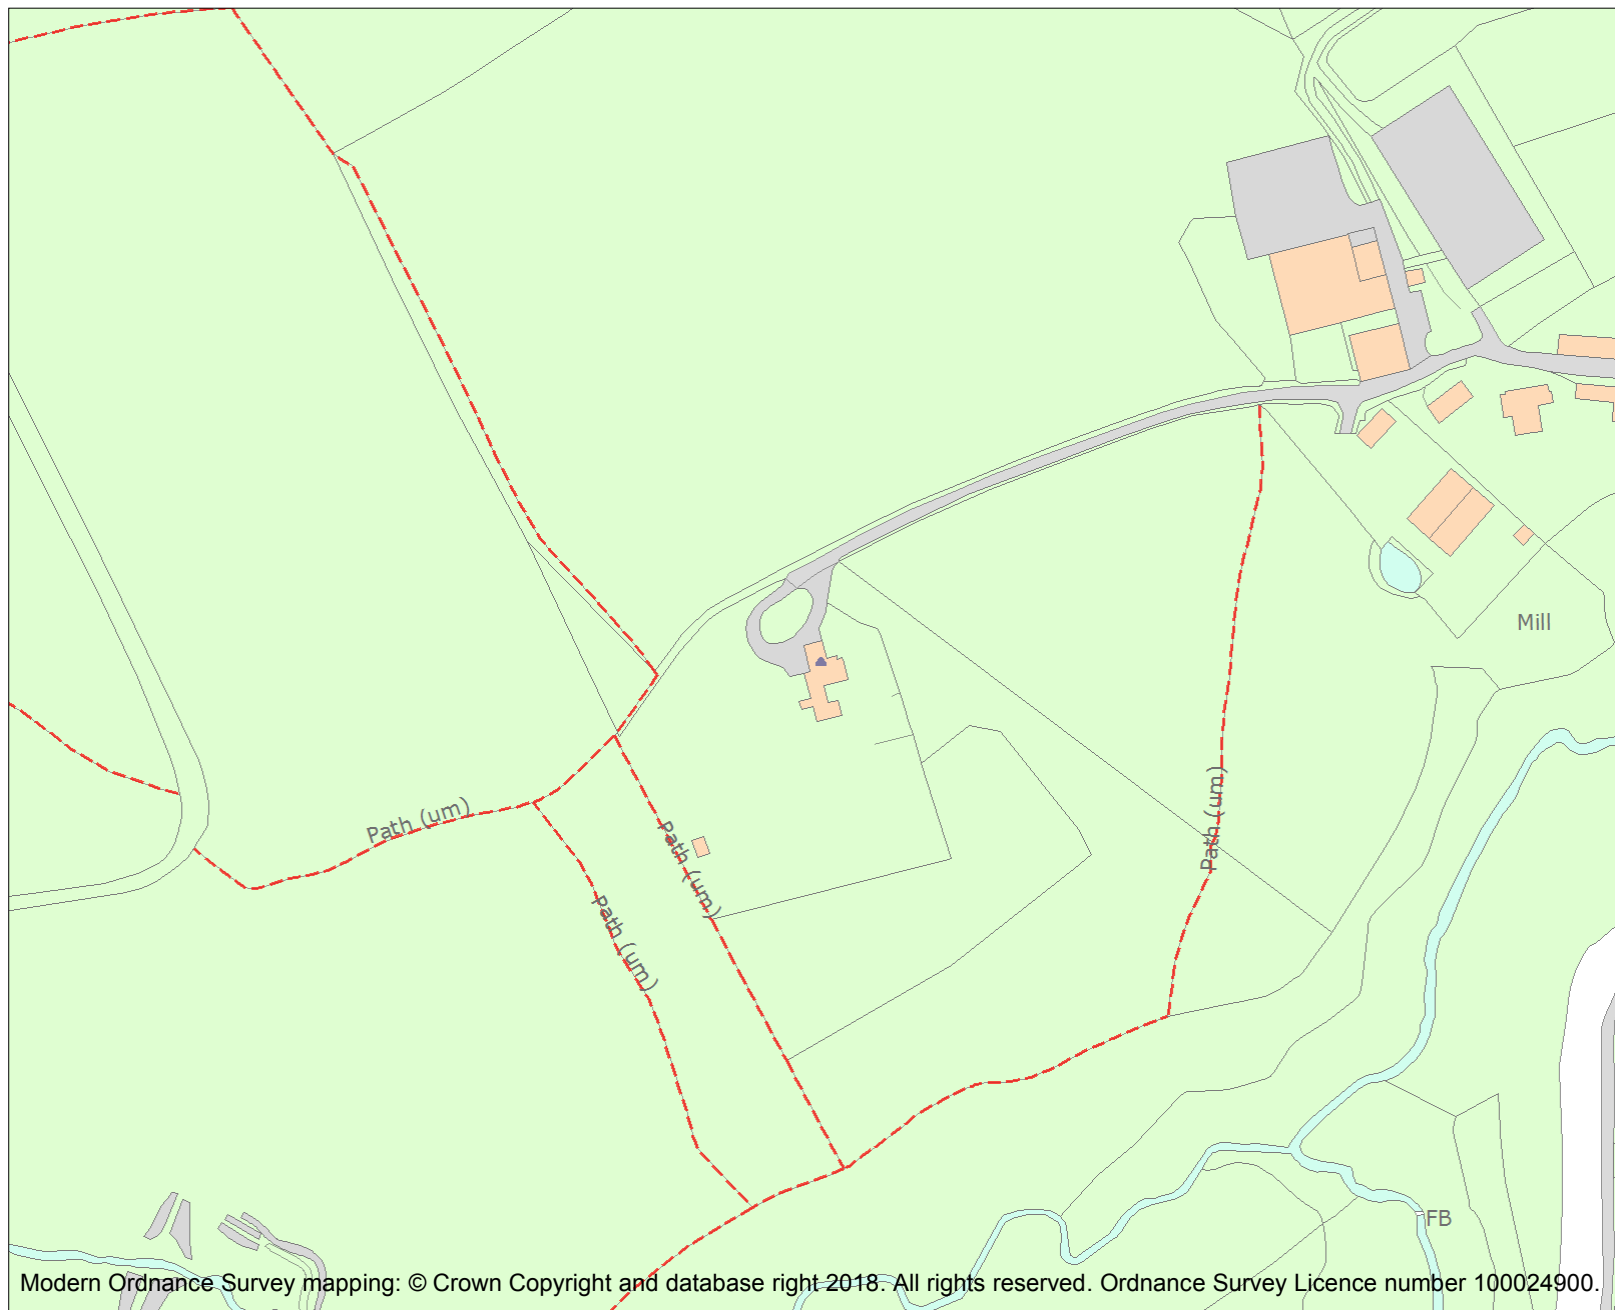 Mill
Path (um)
Path (um)
Path (um)
Path (um)
FB
Modern Ordnance Survey mapping: © Crown Copyright and database right 2018. All rights reserved. Ordnance Survey Licence number 100024900.